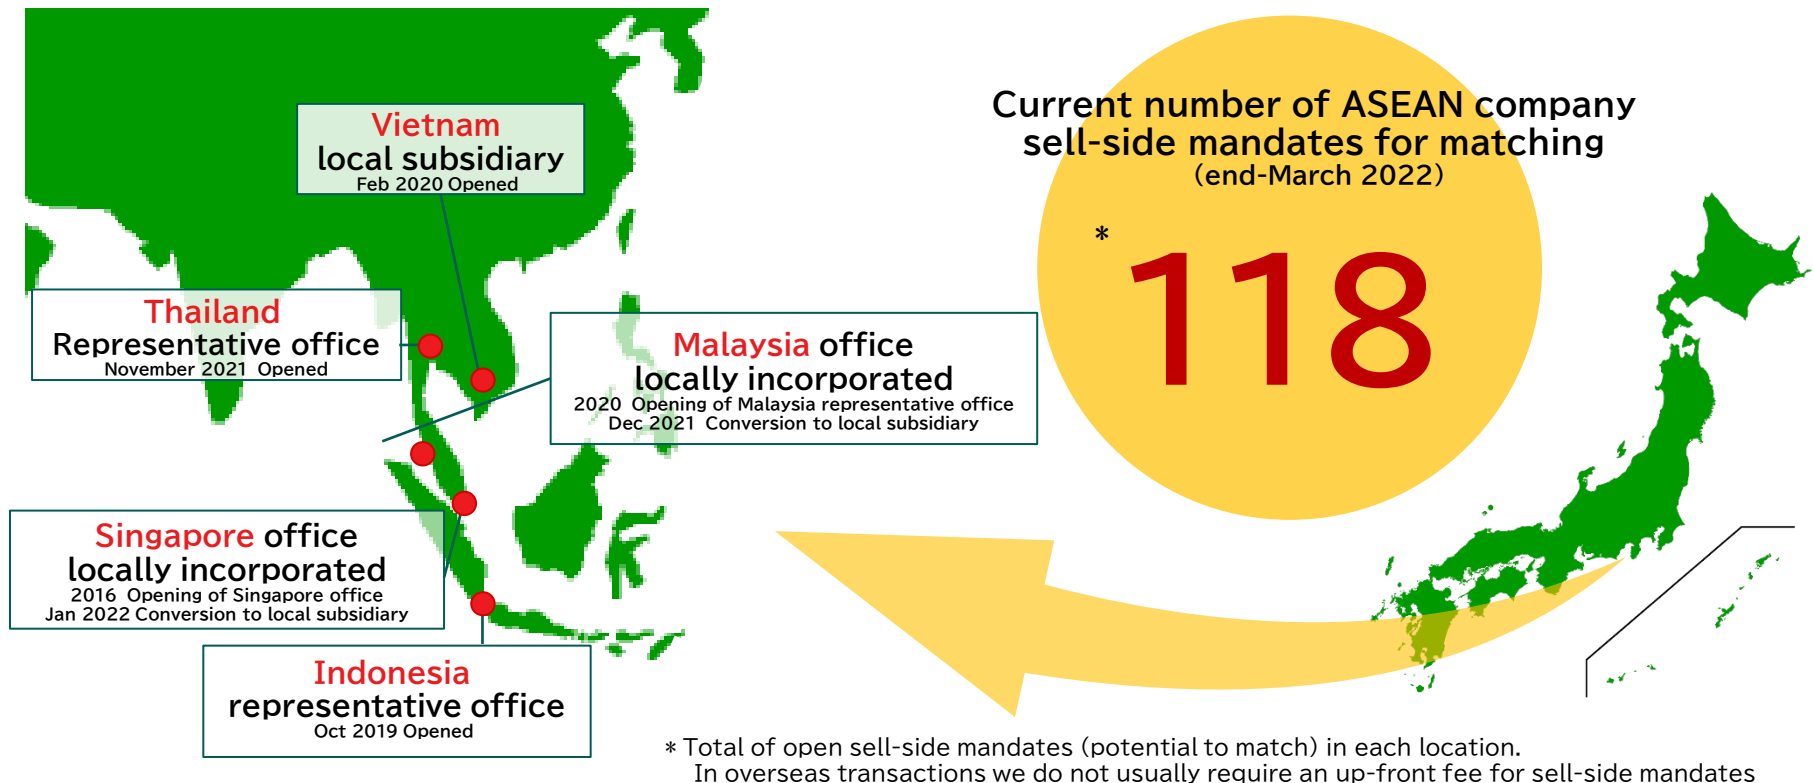 Vietnam
local subsidiary
Feb 2020 Opened
Thailand
Representative office
November 2021 Opened
Malaysia office
locally incorporated
2020 Opening of Malaysia representative office
Dec 2021 Conversion to local subsidiary
Singapore office
locally incorporated
2016 Opening of Singapore office
Jan 2022 Conversion to local subsidiary
Indonesia
representative office
Oct 2019 Opened
Current number of ASEAN company
sell-side mandates for matching
(end-March 2022)
*
118
* Total of open sell-side mandates (potential to match) in each location.
In overseas transactions we do not usually require an up-front fee for sell-side mandates